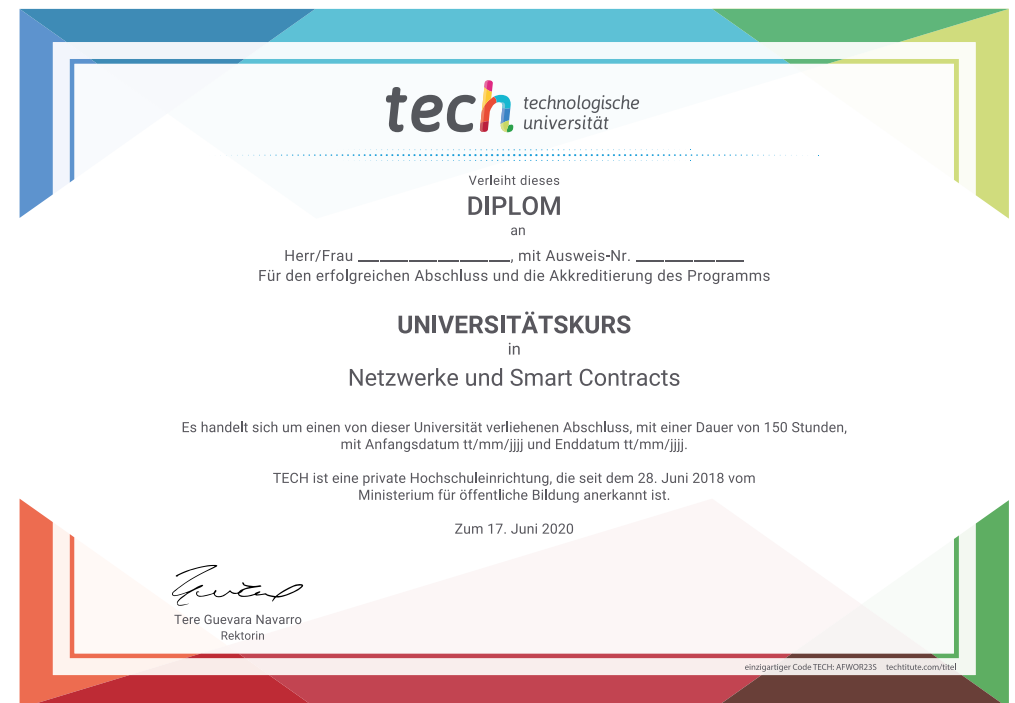 tech technologische
universität
Verleiht dieses
DIPLOM
an
Herr/Frau ________________, mit Ausweis-Nr. ____________
Für den erfolgreichen Abschluss und die Akkreditierung des Programms
UNIVERSITÄTSKURS
in
Netzwerke und Smart Contracts
Es handelt sich um einen von dieser Universität verliehenen Abschluss, mit einer Dauer von 150 Stunden,
mit Anfangsdatum tt/mm/jjjj und Enddatum tt/mm/jjjj.
TECH ist eine private Hochschuleinrichtung, die seit dem 28. Juni 2018 vom
Ministerium für öffentliche Bildung anerkannt ist.
Zum 17. Juni 2020
Tere Guevara Navarro
Rektorin
einzigartiger Code TECH: AFWOR23S techtitute.com/titel